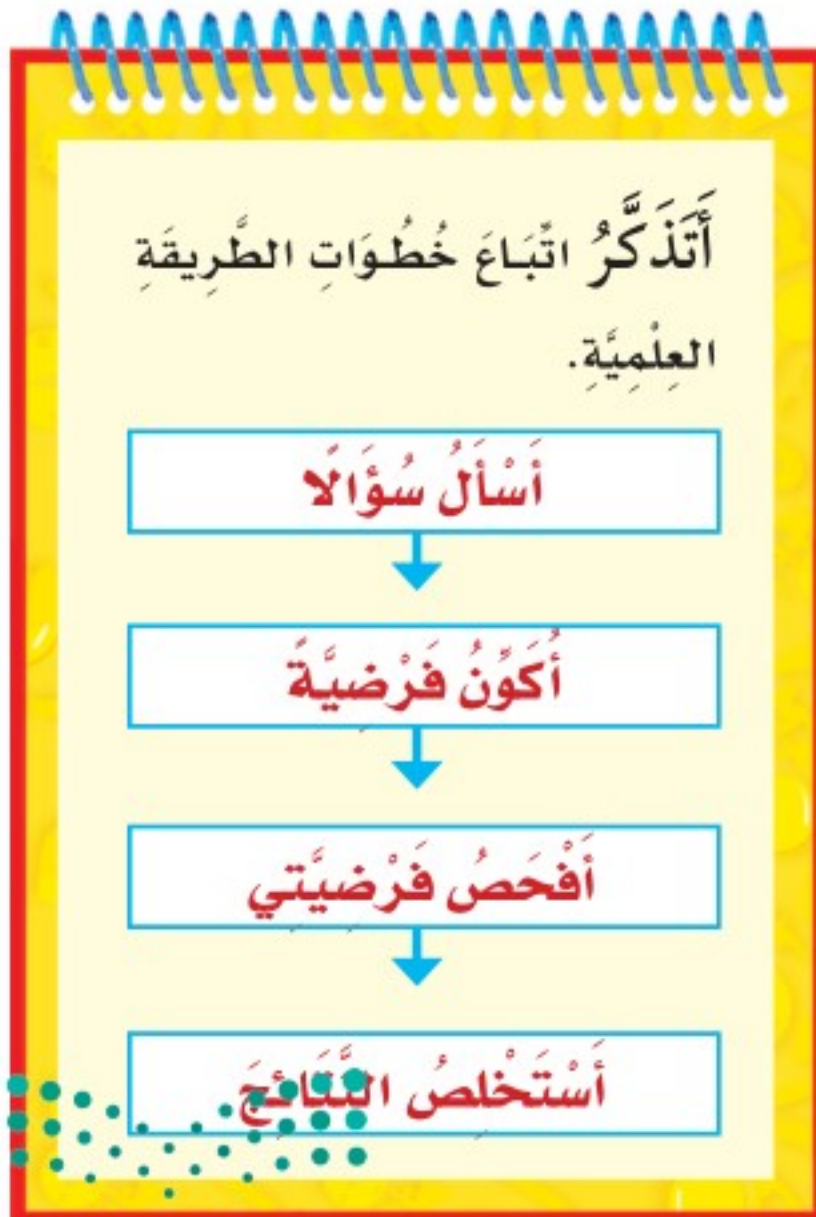 أَتَذَكَّرُ اتِّبَاعَ خُطُوَاتِ الطَّرِيقَةِ
العِلْمِيَّةِ.
أَسْأَلُ سُؤَالًا
أُكَوِّنُ فَرْضِيَّةً
أَفْحَصُ فَرْضِيَّتِي
أَسْتَخْلِصُ النَّتَائِجَ